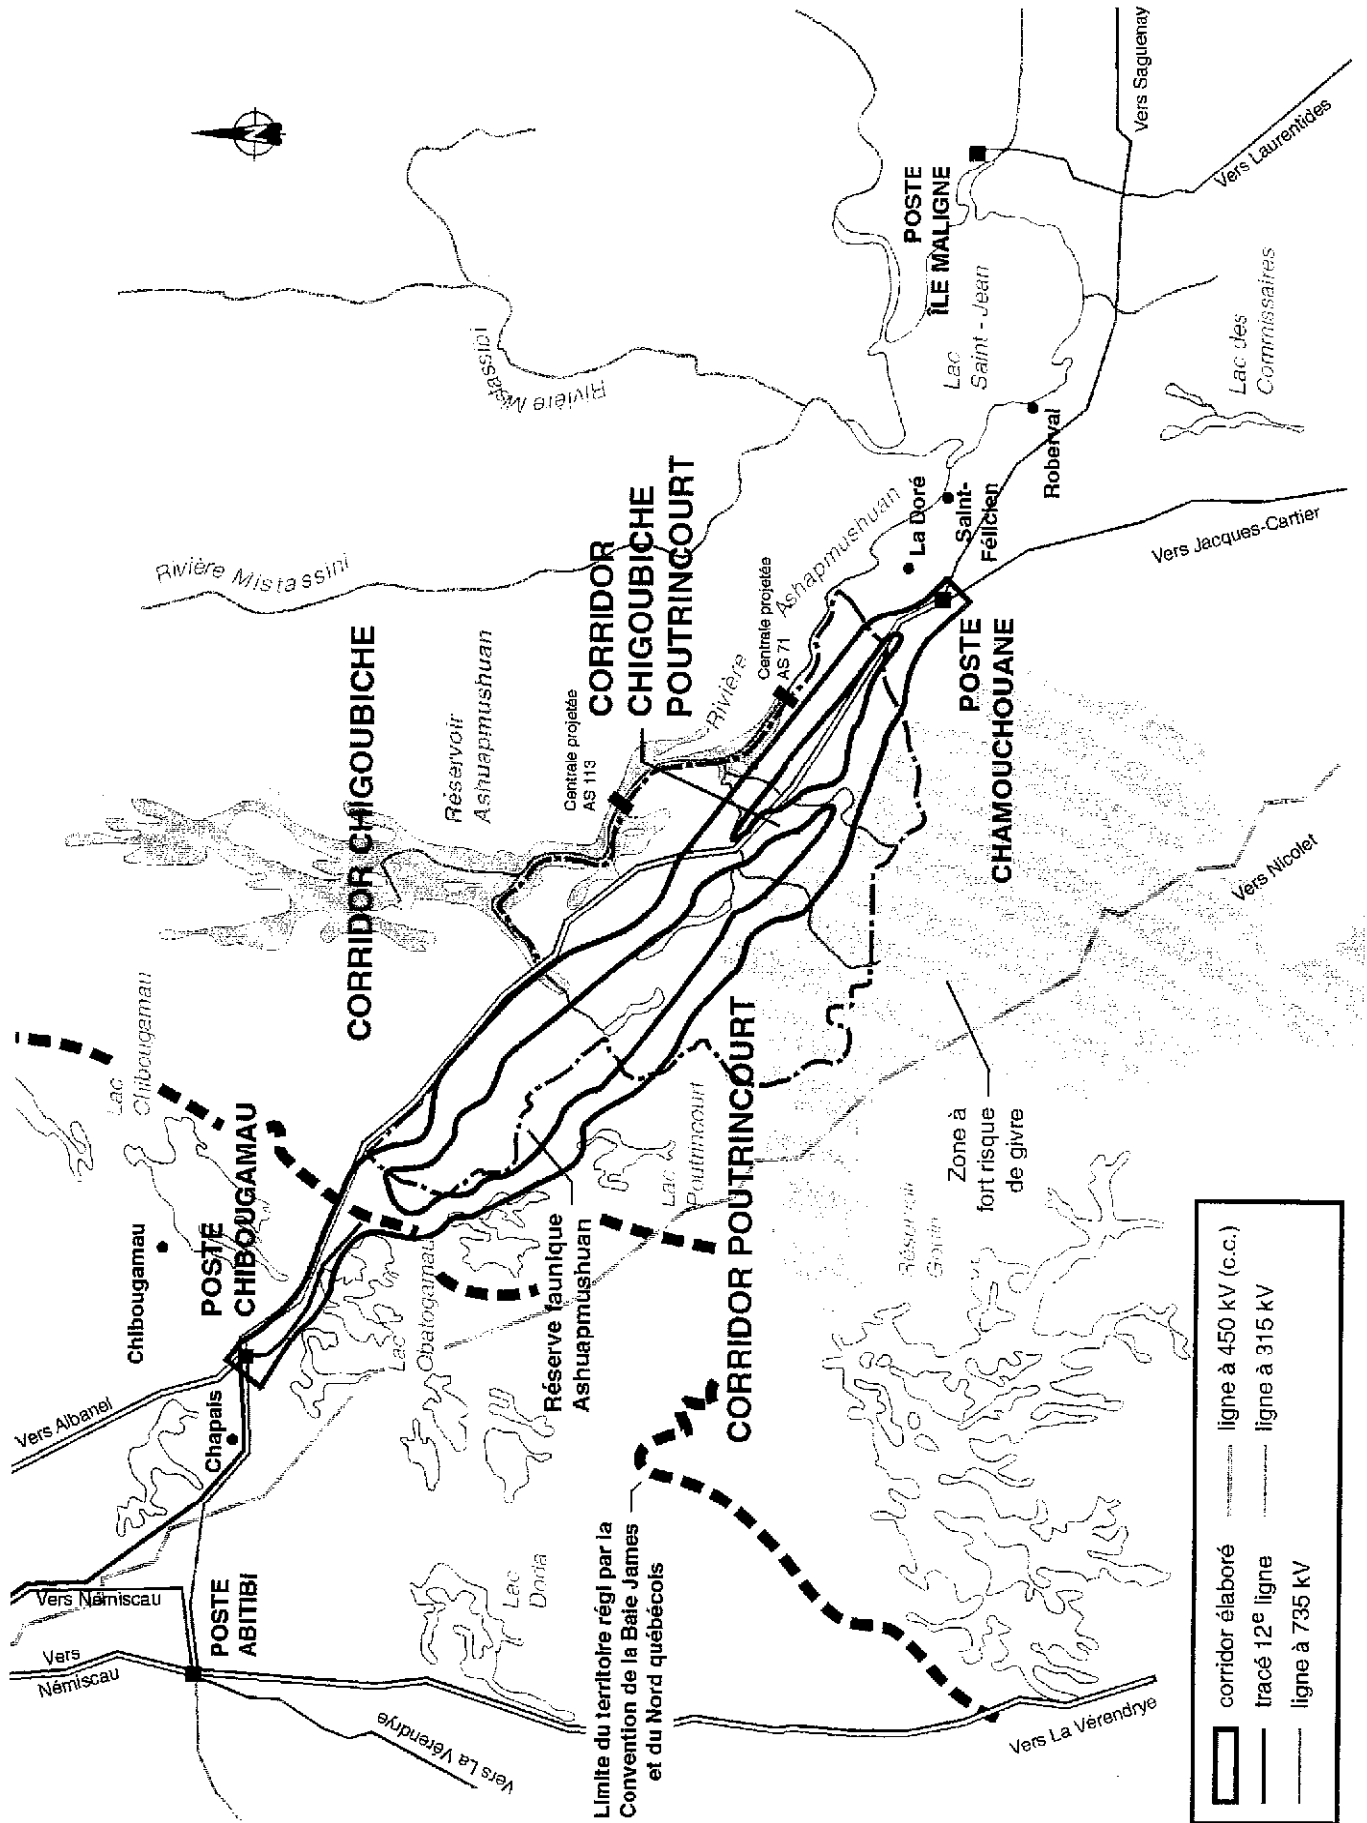 N
Rivière Mistassini
Rivière Mistassibi
CORRIDOR CHIGOUBICHE
Réservoir
Ashuapmushuan
Centrale projetée
AS 113
CORRIDOR
CHIGOUBICHE
POUTRINCOURT
Rivière Ashapmushuan
Centrale projetée
AS 71
POSTE
ÎLE MALIGNE
Lac
Saint - Jean
Vers Saguenay
Vers Laurentides
Lac des
Commissaires
Roberval
Saint-
Félicien
La Doré
Vers Jacques-Cartier
POSTE
CHAMOUCHOUANE
Vers Nicolet
Lac
Chibougamau
Chibougamau
POSTE
CHIBOUGAMAU
Vers Albanel
Chapais
Lac
Obatogamau
Réserve faunique
Ashuapmushuan
Lac
Poutrincourt
CORRIDOR POUTRINCOURT
Zone à
fort risque
de givre
Réservoir
Gouin
Vers Némiscau
Vers
Némiscau
POSTE
ABITIBI
Lac
Doria
Vers La Vérendrye
Limite du territoire régi par la
Convention de la Baie James
et du Nord québécois
Vers La Vérendrye
corridor élaboré
tracé 12e ligne
ligne à 735 kV
ligne à 450 kV (c.c.)
ligne à 315 kV